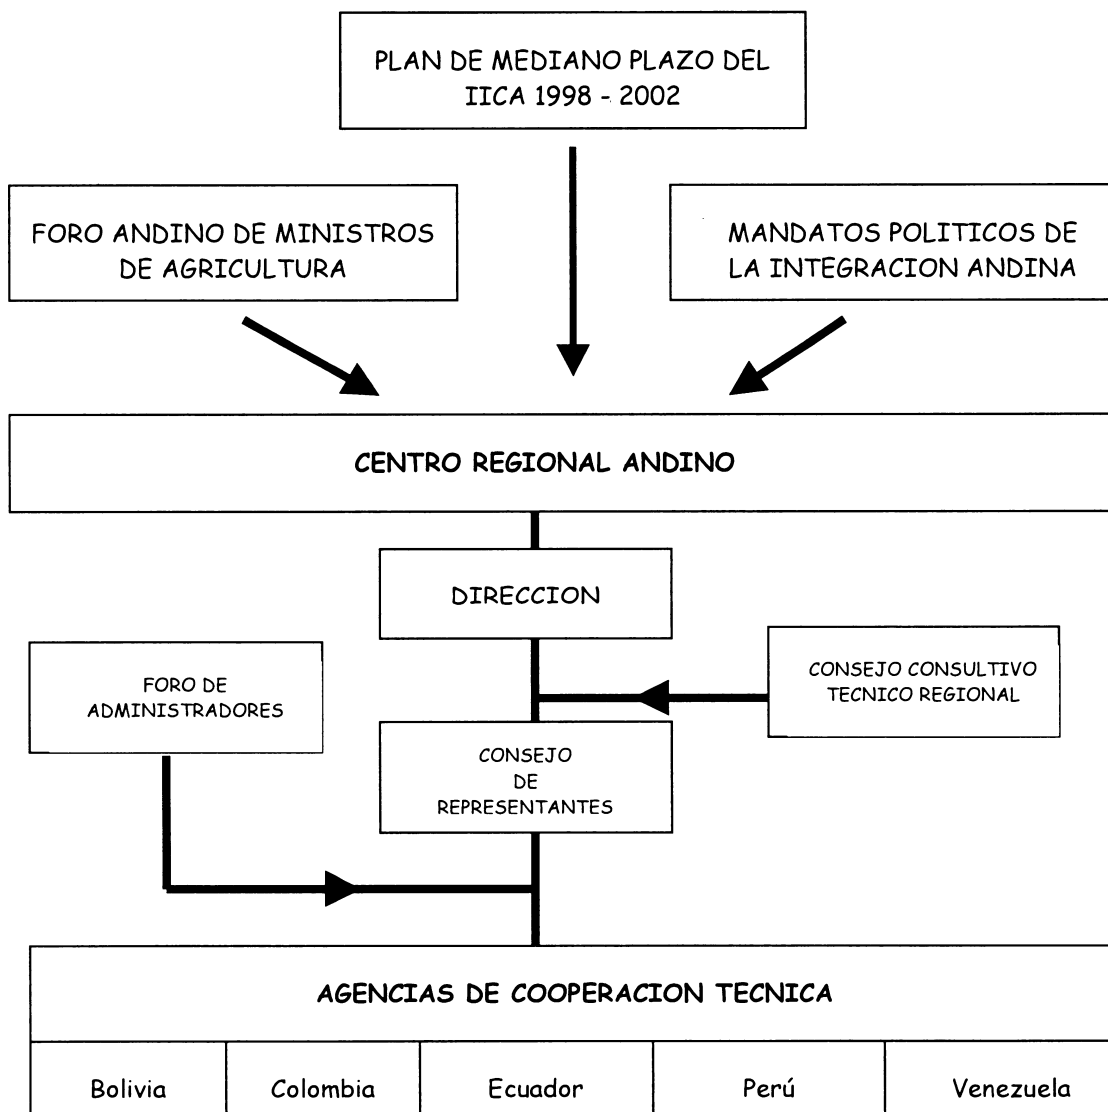 PLAN DE MEDIANO PLAZO DEL
IICA 1998 - 2002
FORO ANDINO DE MINISTROS
DE AGRICULTURA
MANDATOS POLITICOS DE
LA INTEGRACION ANDINA
CENTRO REGIONAL ANDINO
DIRECCION
FORO DE
ADMINISTRADORES
CONSEJO CONSULTIVO
TECNICO REGIONAL
CONSEJO
DE
REPRESENTANTES
AGENCIAS DE COOPERACION TECNICA
Bolivia
Colombia
Ecuador
Perú
Venezuela